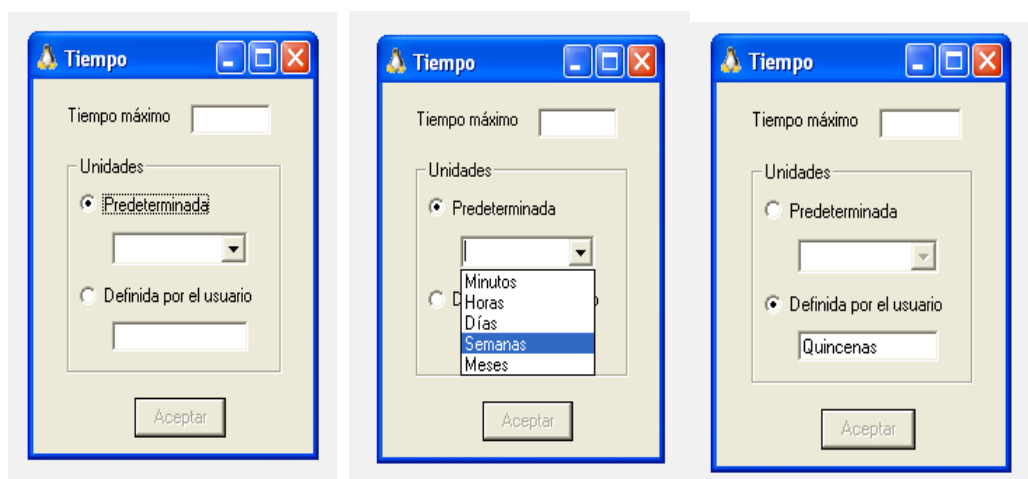 Tiempo
Tiempo máximo
Unidades
Predeterminada
Definida por el usuario
Aceptar
Tiempo
Tiempo máximo
Unidades
Predeterminada
Minutos
D
o
Horas
Días
Semanas
Meses
Aceptar
Tiempo
Tiempo máximo
Unidades
Predeterminada
Definida por el usuario
Quincenas
Aceptar